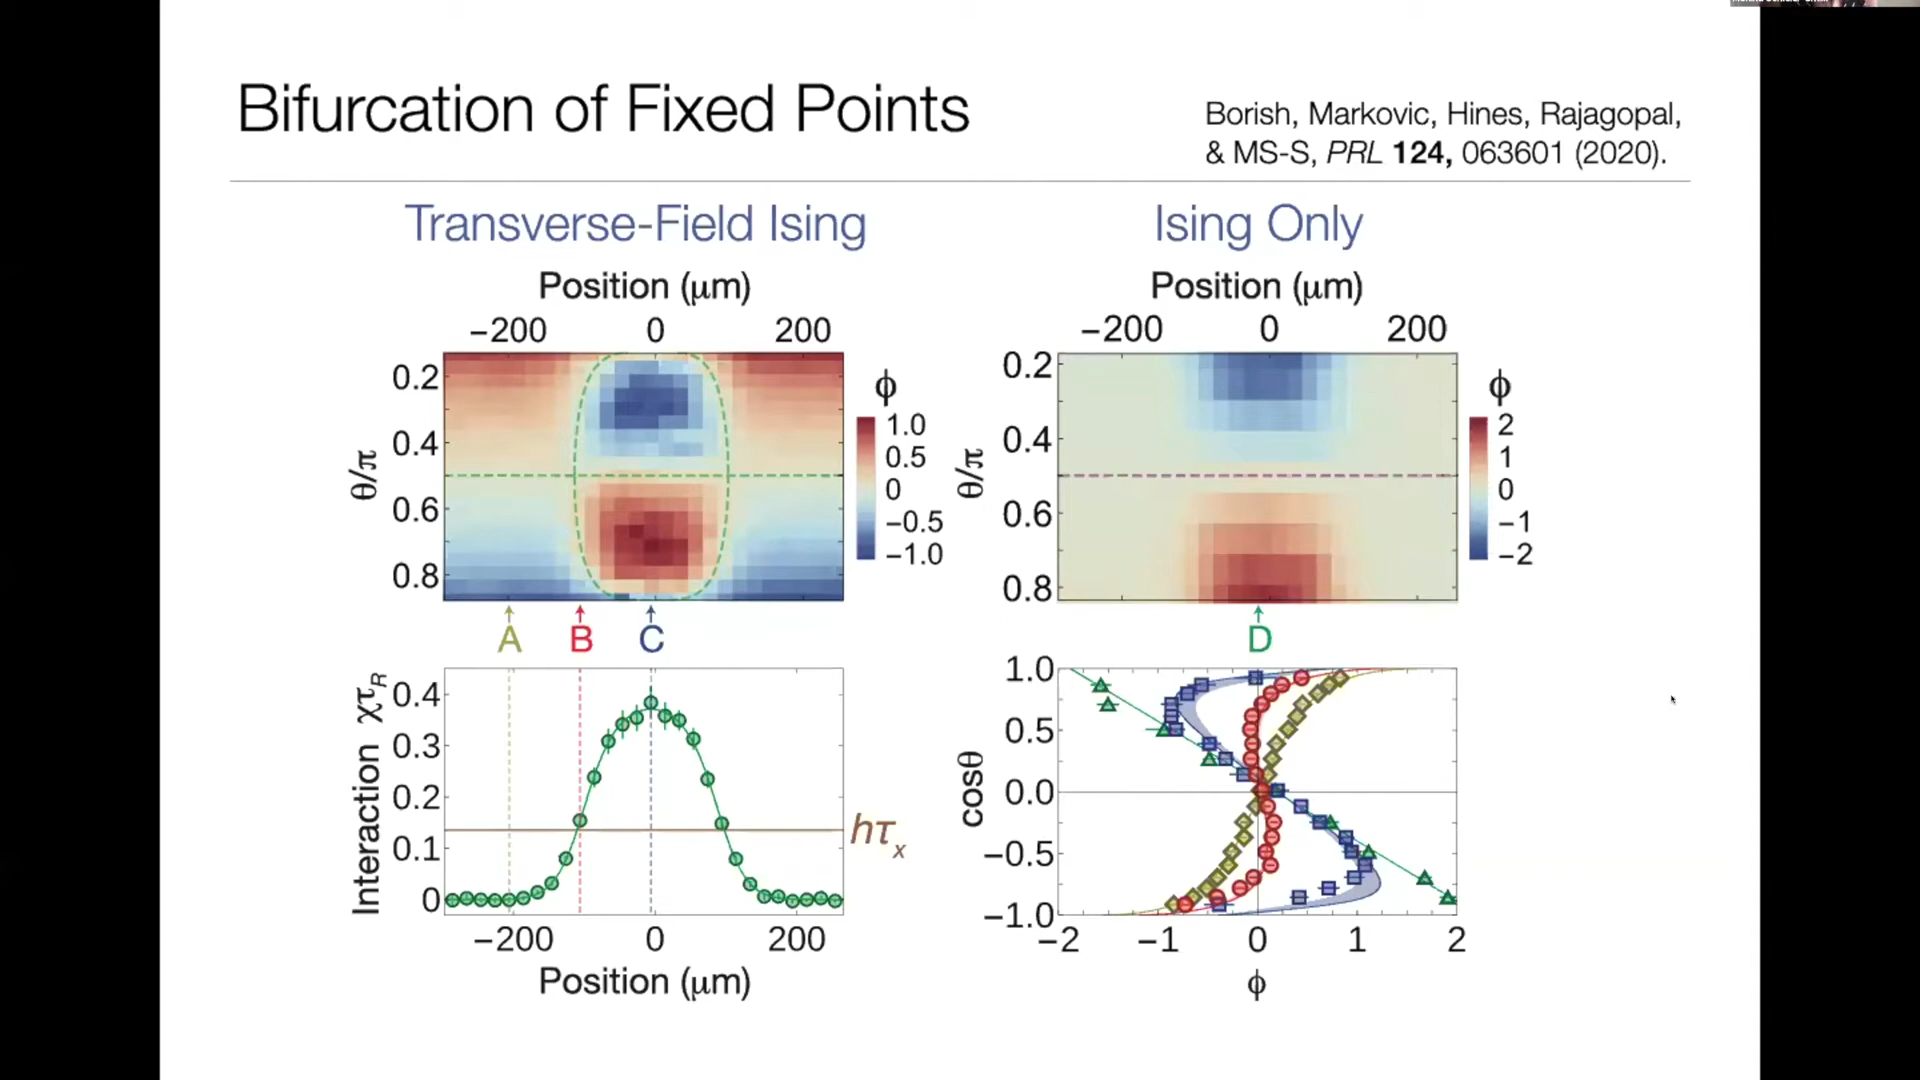 Bifurcation of Fixed Points
Borish, Markovic, Hines, Rajagopal,
& MS-S, PRL 124, 063601 (2020).
Transverse-Field Ising
Position (μm)
−200 0 200
θ/π
0.2
0.4
0.6
0.8
ϕ
1.0
0.5
0
−0.5
−1.0
A B C
Interaction χτR
0.4
0.3
0.2
0.1
0
hτx
−200 0 200
Position (μm)
Ising Only
Position (μm)
−200 0 200
θ/π
0.2
0.4
0.6
0.8
ϕ
2
1
0
−1
−2
D
cosθ
1.0
0.5
0.0
−0.5
−1.0
−2 −1 0 1 2
ϕ